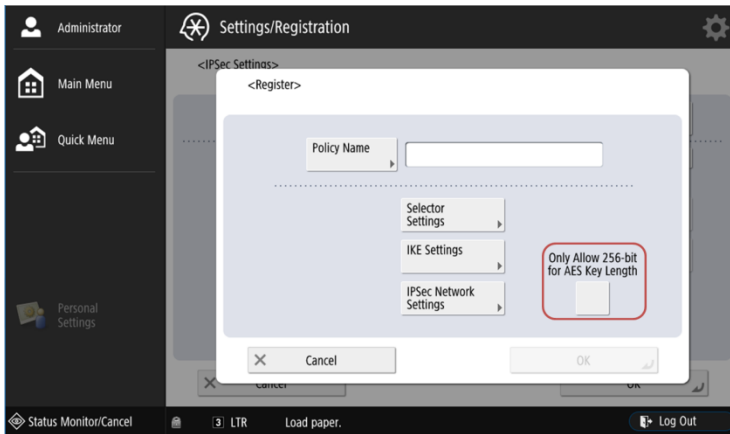 Administrator
Settings/Registration
Main Menu
Quick Menu
Personal
Settings
<IPSec Settings>
<Register>
Policy Name
Selector
Settings
IKE Settings
IPSec Network
Settings
Only Allow 256-bit
for AES Key Length
Cancel
OK
Cancel
OK
Status Monitor/Cancel
3 LTR
Load paper.
Log Out